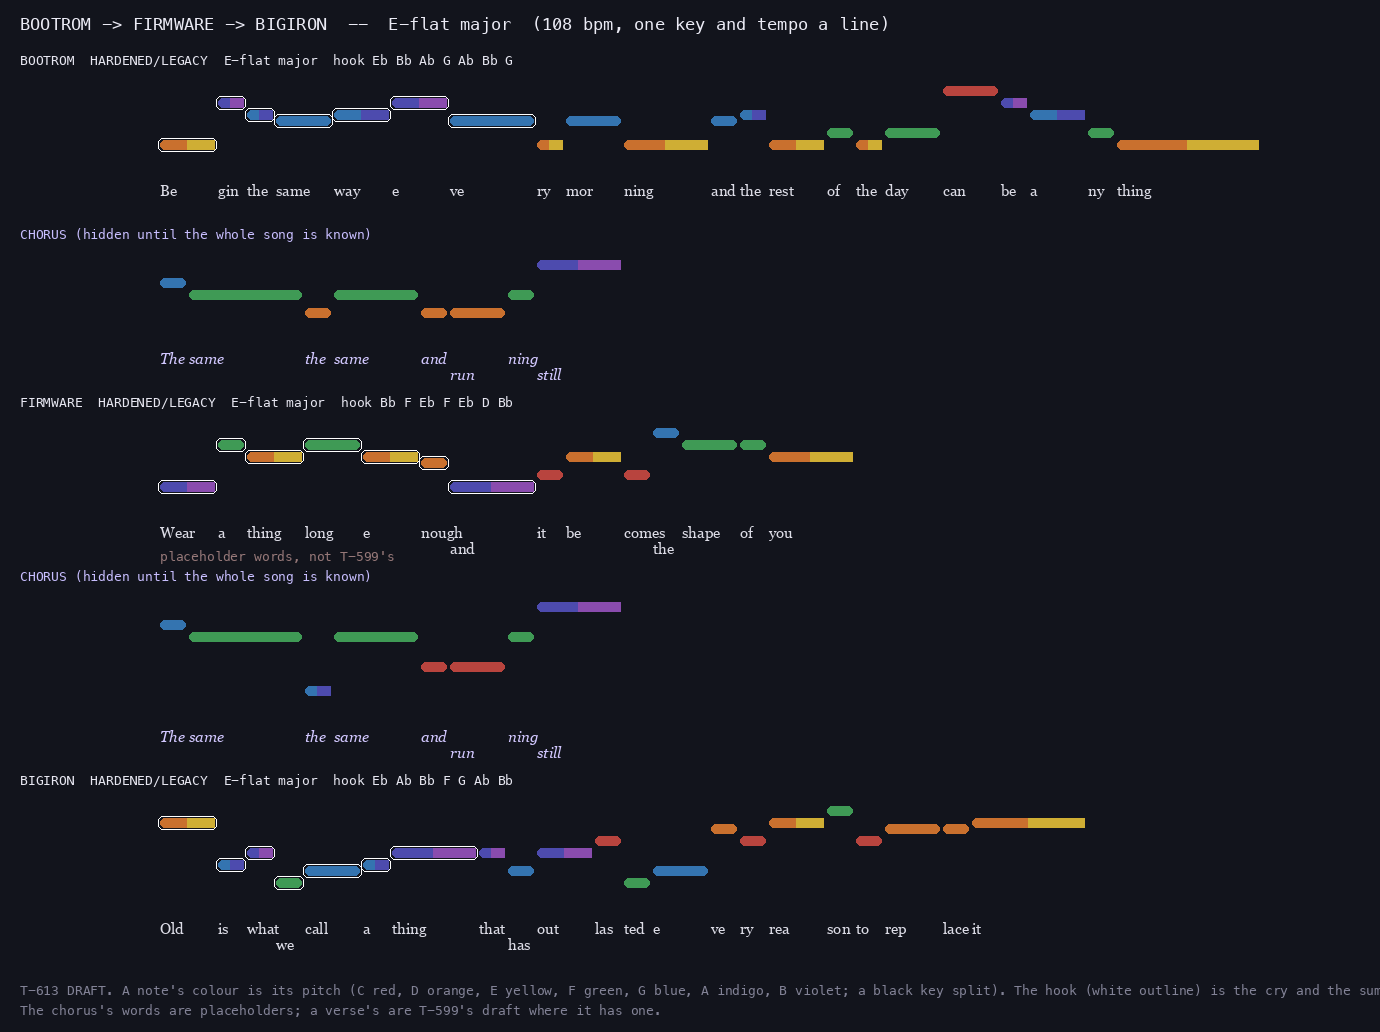 BOOTROM —> FIRMWARE —> BIGIRON —— E-flat major (108 bpm, one key and tempo a line)
BOOTROM HARDENED/LEGACY E-flat major hook Eb Bb Ab G Ab Bb G
Be gin the same way e ve ry mor ning and the rest of the day can be a ny thing
CHORUS (hidden until the whole song is known)
The same the same and ning
run still
FIRMWARE HARDENED/LEGACY E-flat major hook Bb F Eb F Eb D Bb
Wear a thing long e nough it be comes shape of you
and the
placeholder words, not T-599's
CHORUS (hidden until the whole song is known)
The same the same and ning
run still
BIGIRON HARDENED/LEGACY E-flat major hook Eb Ab Bb F G Ab Bb
Old is what call a thing that out las ted e ve ry rea son to rep lace it
we has
T-613 DRAFT. A note's colour is its pitch (C red, D orange, E yellow, F green, G blue, A indigo, B violet; a black key split). The hook (white outline) is the cry and the
The chorus's words are placeholders; a verse's are T-599's draft where it has one.